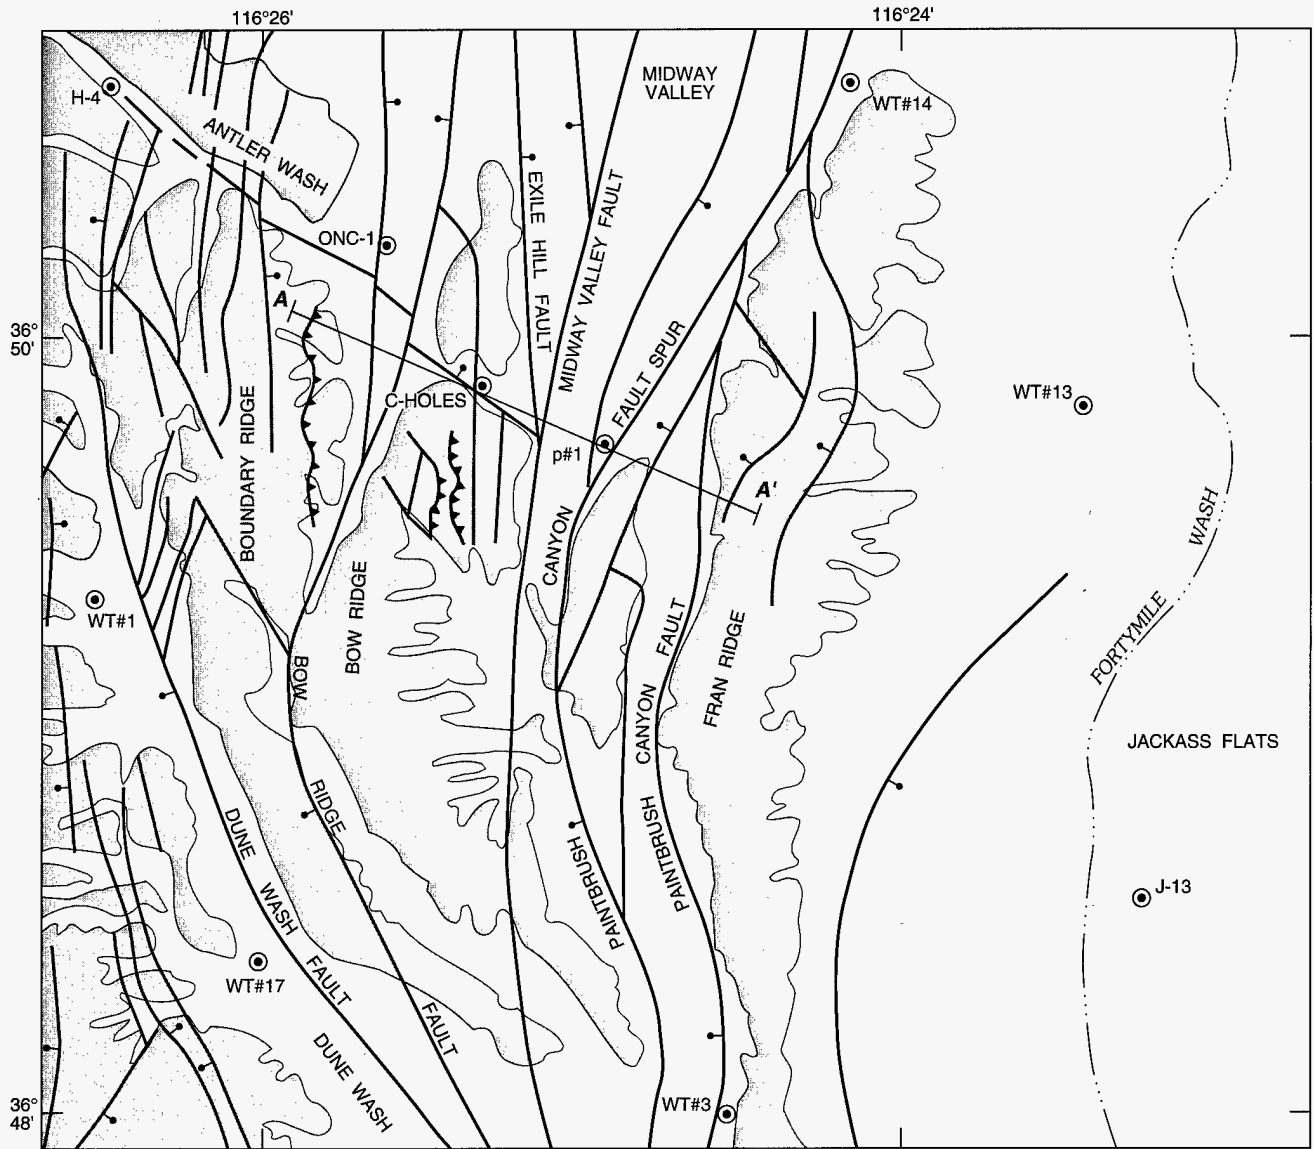 116°26'
116°24'
MIDWAY
VALLEY
H-4
WT#14
ANTLER WASH
EXILE HILL FAULT
MIDWAY VALLEY FAULT
ONC-1
A
36°
50'
FAULT SPUR
WT#13
C-HOLES
BOUNDARY RIDGE
p#1
A'
CANYON
WASH
BOW RIDGE
WT#1
FORTYMILE
CANYON FAULT
FRAN RIDGE
BOW
RIDGE
FAULT
JACKASS FLATS
DUNE
WASH
FAULT
PAINTBRUSH
PAINTBRUSH
J-13
WT#17
DUNE WASH
36°
48'
WT#3